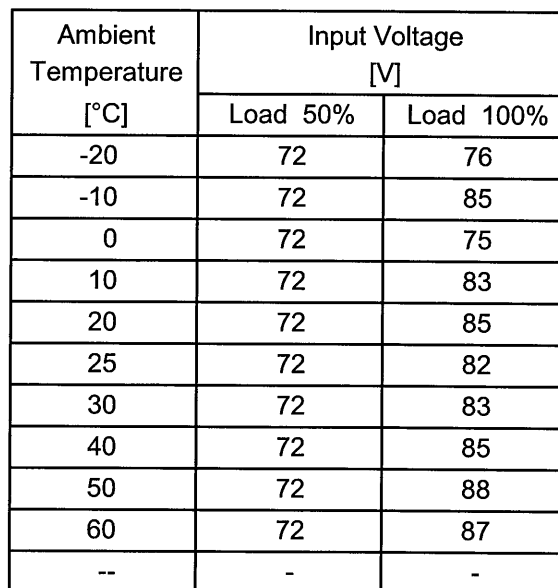 Ambient Temperature [°C] Input Voltage [V]
Load 50% Load 100%
-20 72 76
-10 72 85
0 72 75
10 72 83
20 72 85
25 72 82
30 72 83
40 72 85
50 72 88
60 72 87
-- - -